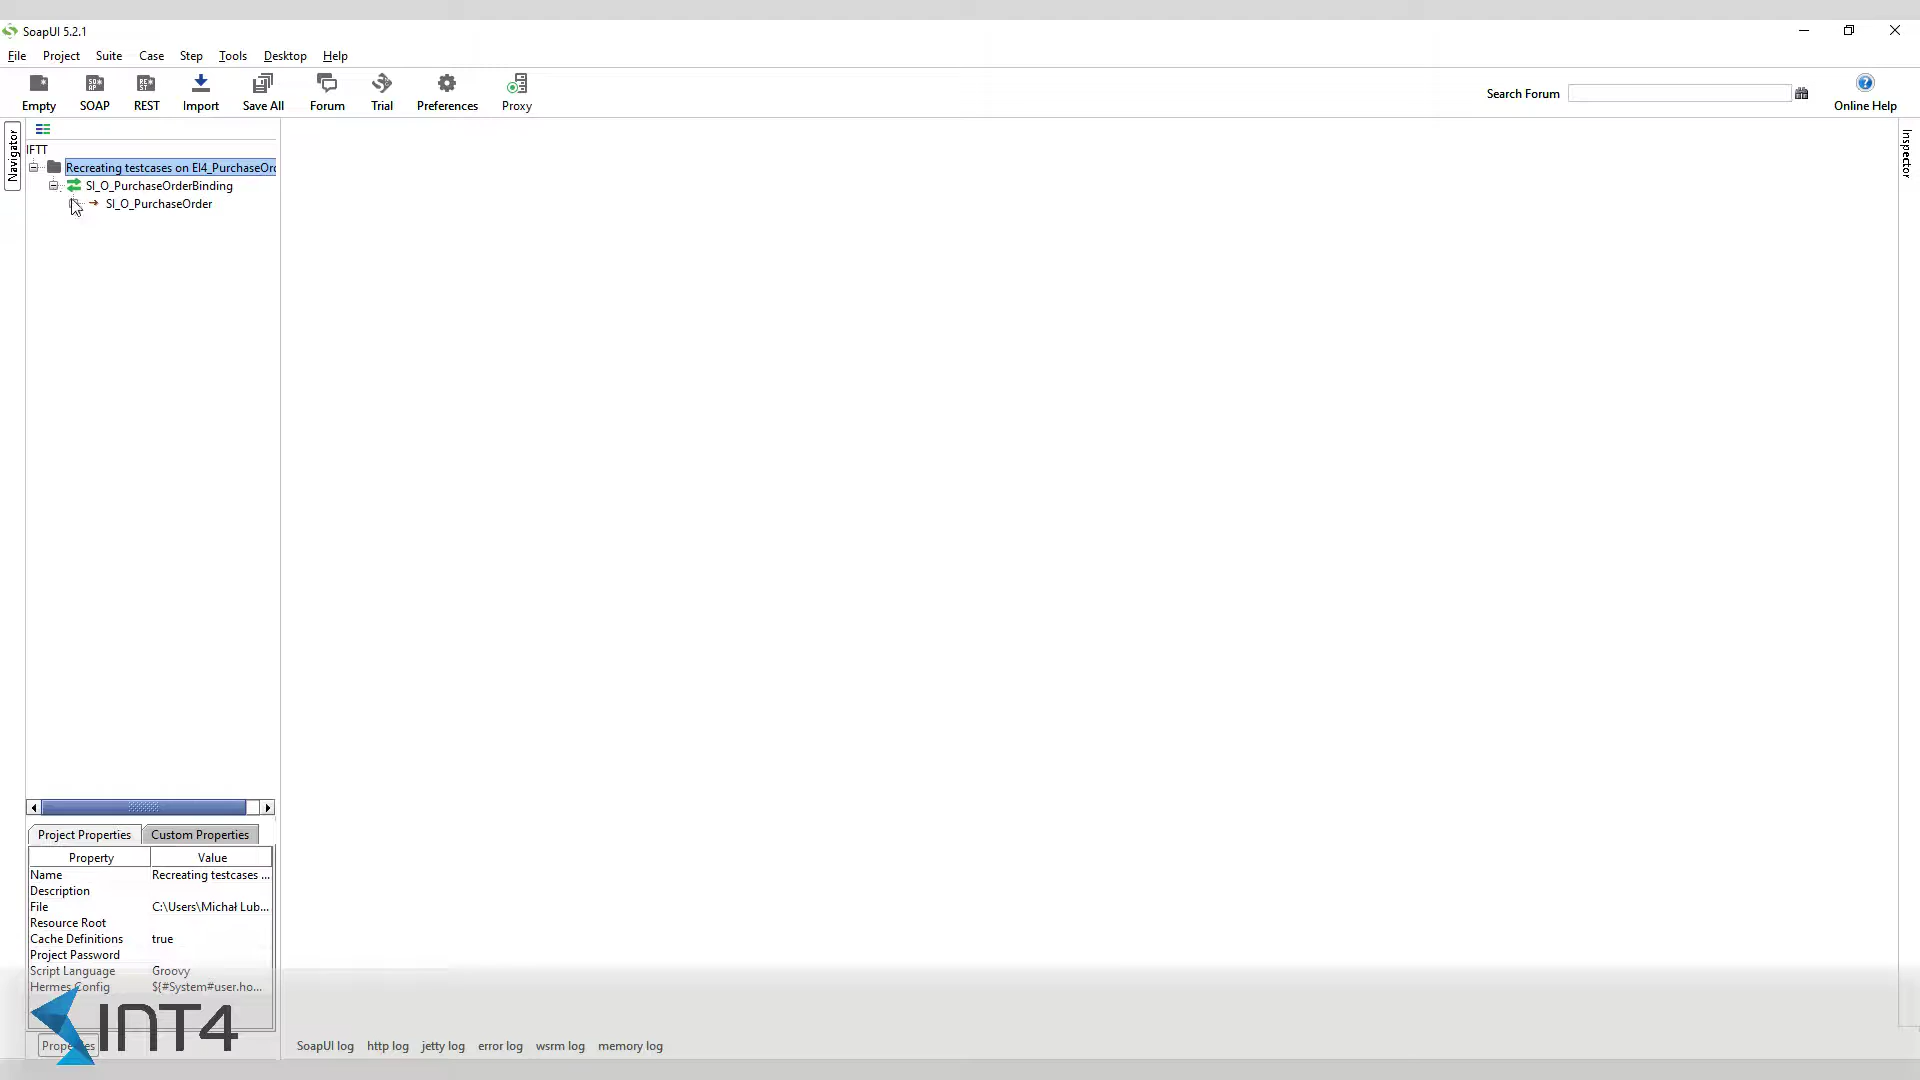 SoapUI 5.2.1
File Project Suite Case Step Tools Desktop Help
Empty SOAP REST Import Save All Forum Trial Preferences Proxy
Search Forum
Online Help
Navigator
Inspector
IFTT
Recreating testcases on EI4_PurchaseOrd
SI_O_PurchaseOrderBinding
SI_O_PurchaseOrder
Project Properties Custom Properties
Property Value
Name Recreating testcases ...
Description
File C:\Users\Michał Lub...
Resource Root
Cache Definitions true
Project Password
Script Language Groovy
Hermes Config ${#System#user.ho...
INT4
Properties
SoapUI log http log jetty log error log wsrm log memory log